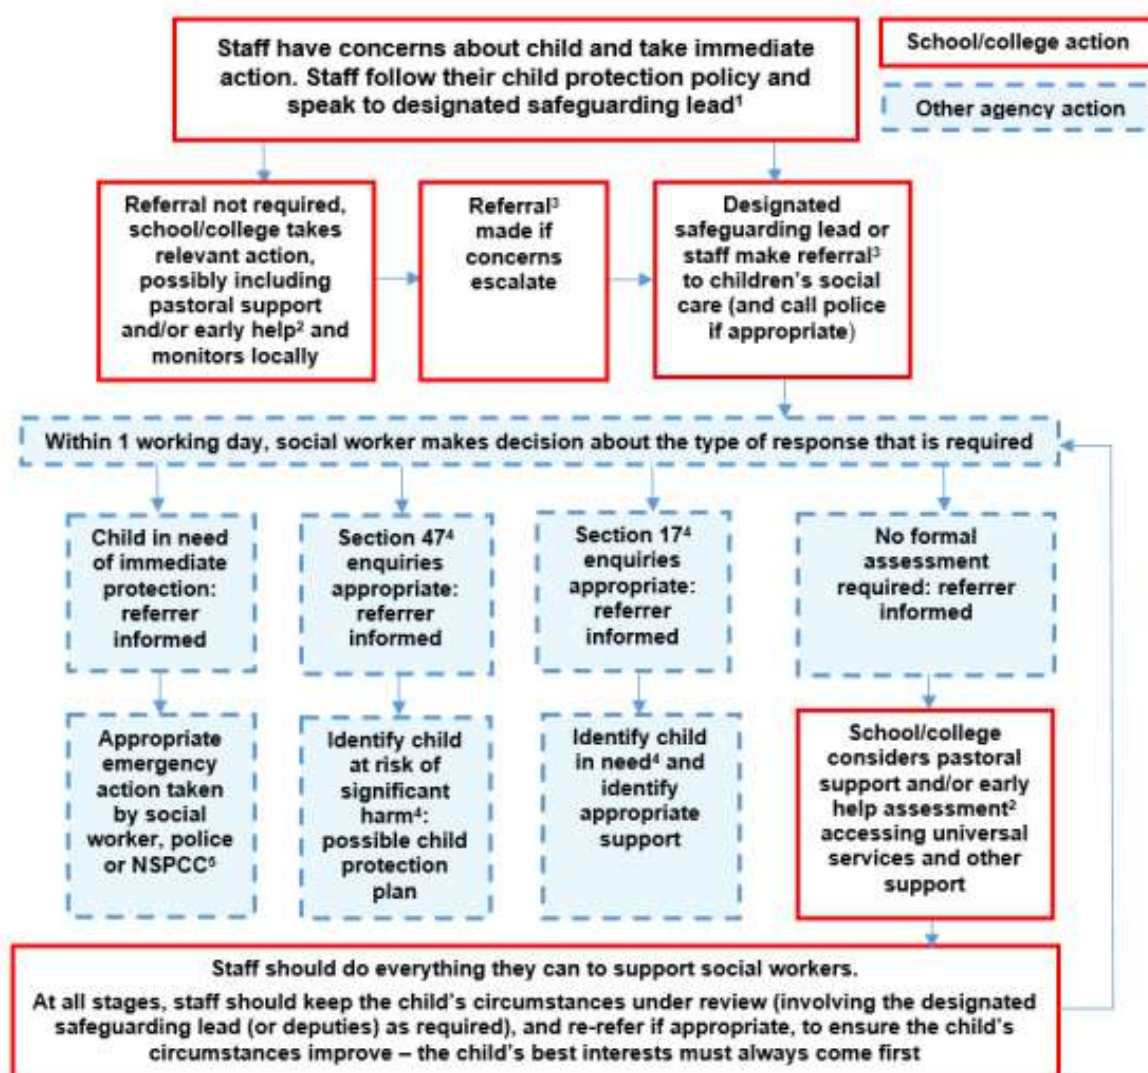 Staff have concerns about child and take immediate
action. Staff follow their child protection policy and
speak to designated safeguarding lead¹
School/college action
Other agency action
Referral not required,
school/college takes
relevant action,
possibly including
pastoral support
and/or early help² and
monitors locally
Referral³
made if
concerns
escalate
Designated
safeguarding lead or
staff make referral³
to children's social
care (and call police
if appropriate)
Within 1 working day, social worker makes decision about the type of response that is required
Child in need
of immediate
protection:
referrer
informed
Section 47⁴
enquiries
appropriate:
referrer
informed
Section 17⁴
enquiries
appropriate:
referrer
informed
No formal
assessment
required: referrer
informed
Appropriate
emergency
action taken
by social
worker, police
or NSPCC⁵
Identify child
at risk of
significant
harm⁴:
possible child
protection
plan
Identify child
in need⁴ and
identify
appropriate
support
School/college
considers pastoral
support and/or early
help assessment²
accessing universal
services and other
support
Staff should do everything they can to support social workers.
At all stages, staff should keep the child's circumstances under review (involving the designated
safeguarding lead (or deputies) as required), and re-refer if appropriate, to ensure the child's
circumstances improve – the child's best interests must always come first